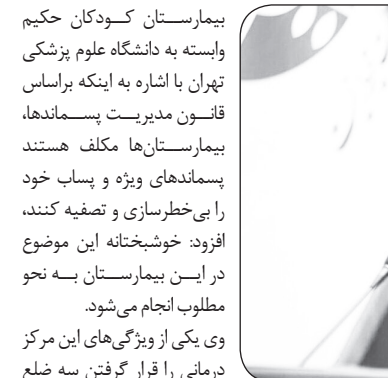 بیمارستان کودکان حکیم
وابسته به دانشگاه علوم پزشکی
تهران با اشاره به اینکه براساس
قانون مدیریت پسماندها،
بیمارستان‌ها مکلف هستند
پسماندهای ویژه و پساب خود
را بی‌خطرسازی و تصفیه کنند،
افزود: خوشبختانه این موضوع
در این بیمارستان به نحو
مطلوب انجام می‌شود.
وی یکی از ویژگی‌های این مرکز
درمانی را قرار گرفتن سه ضلع